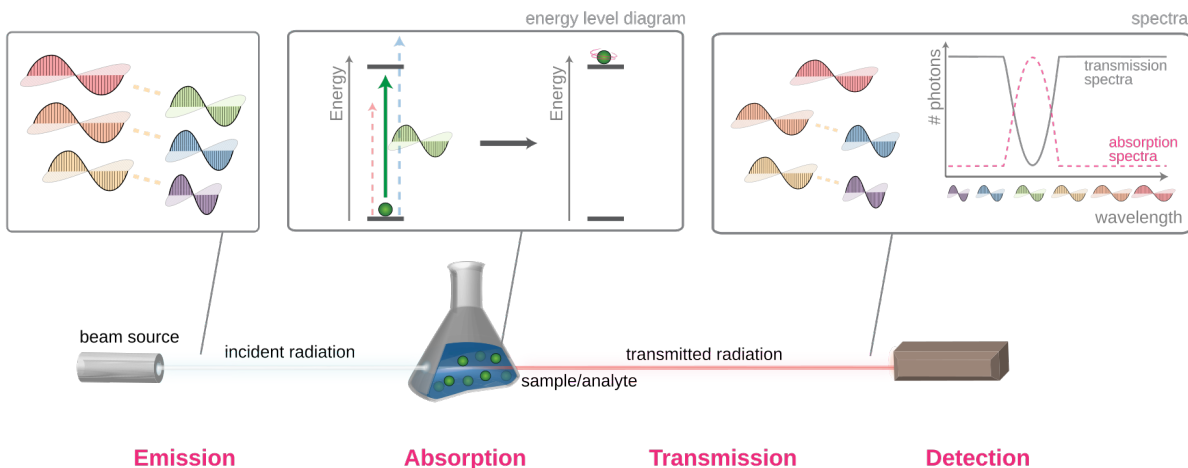 energy level diagram
spectra
Energy
Energy
# photons
transmission
spectra
absorption
spectra
wavelength
beam source
incident radiation
transmitted radiation
sample/analyte
Emission
Absorption
Transmission
Detection